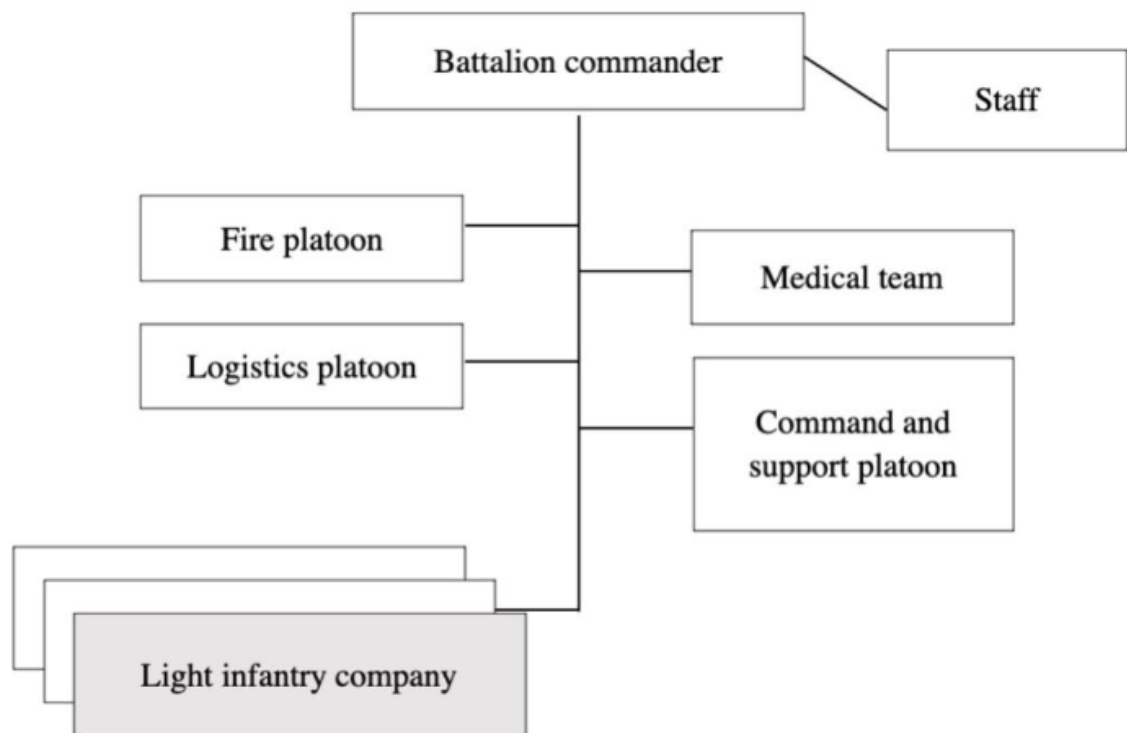 Battalion commander
Staff
Fire platoon
Medical team
Logistics platoon
Command and
support platoon
Light infantry company